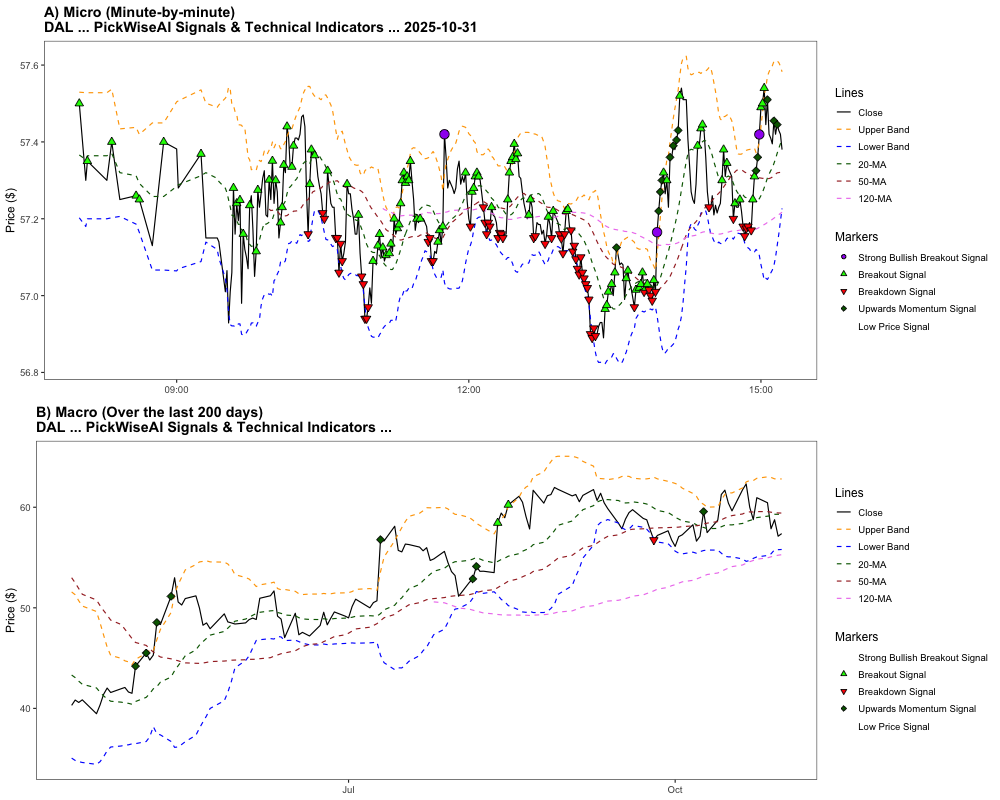 A) Micro (Minute-by-minute)
DAL ... PickWiseAI Signals & Technical Indicators ... 2025-10-31
57.6
57.4
57.2
57.0
56.8
Price ($)
09:00
12:00
15:00
Lines
Close
Upper Band
Lower Band
20-MA
50-MA
120-MA
Markers
Strong Bullish Breakout Signal
Breakout Signal
Breakdown Signal
Upwards Momentum Signal
Low Price Signal
B) Macro (Over the last 200 days)
DAL ... PickWiseAI Signals & Technical Indicators ...
60
50
40
Price ($)
Jul
Oct
Lines
Close
Upper Band
Lower Band
20-MA
50-MA
120-MA
Markers
Strong Bullish Breakout Signal
Breakout Signal
Breakdown Signal
Upwards Momentum Signal
Low Price Signal